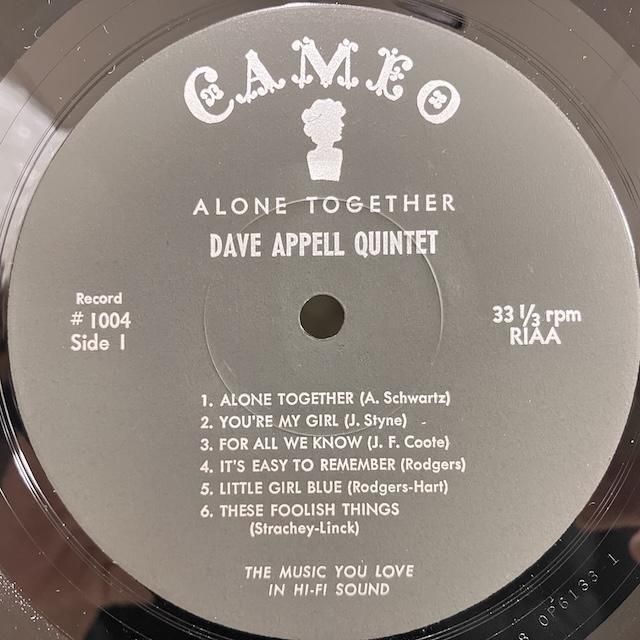 CAMEO
ALONE TOGETHER
DAVE APPELL QUINTET
Record
# 1004
Side 1
33 1/3 rpm
RIAA
1. ALONE TOGETHER (A. Schwartz)
2. YOU'RE MY GIRL (J. Styne)
3. FOR ALL WE KNOW (J. F. Coote)
4. IT'S EASY TO REMEMBER (Rodgers)
5. LITTLE GIRL BLUE (Rodgers-Hart)
6. THESE FOOLISH THINGS
(Strachey-Linck)
THE MUSIC YOU LOVE
IN HI-FI SOUND
OP6133 1